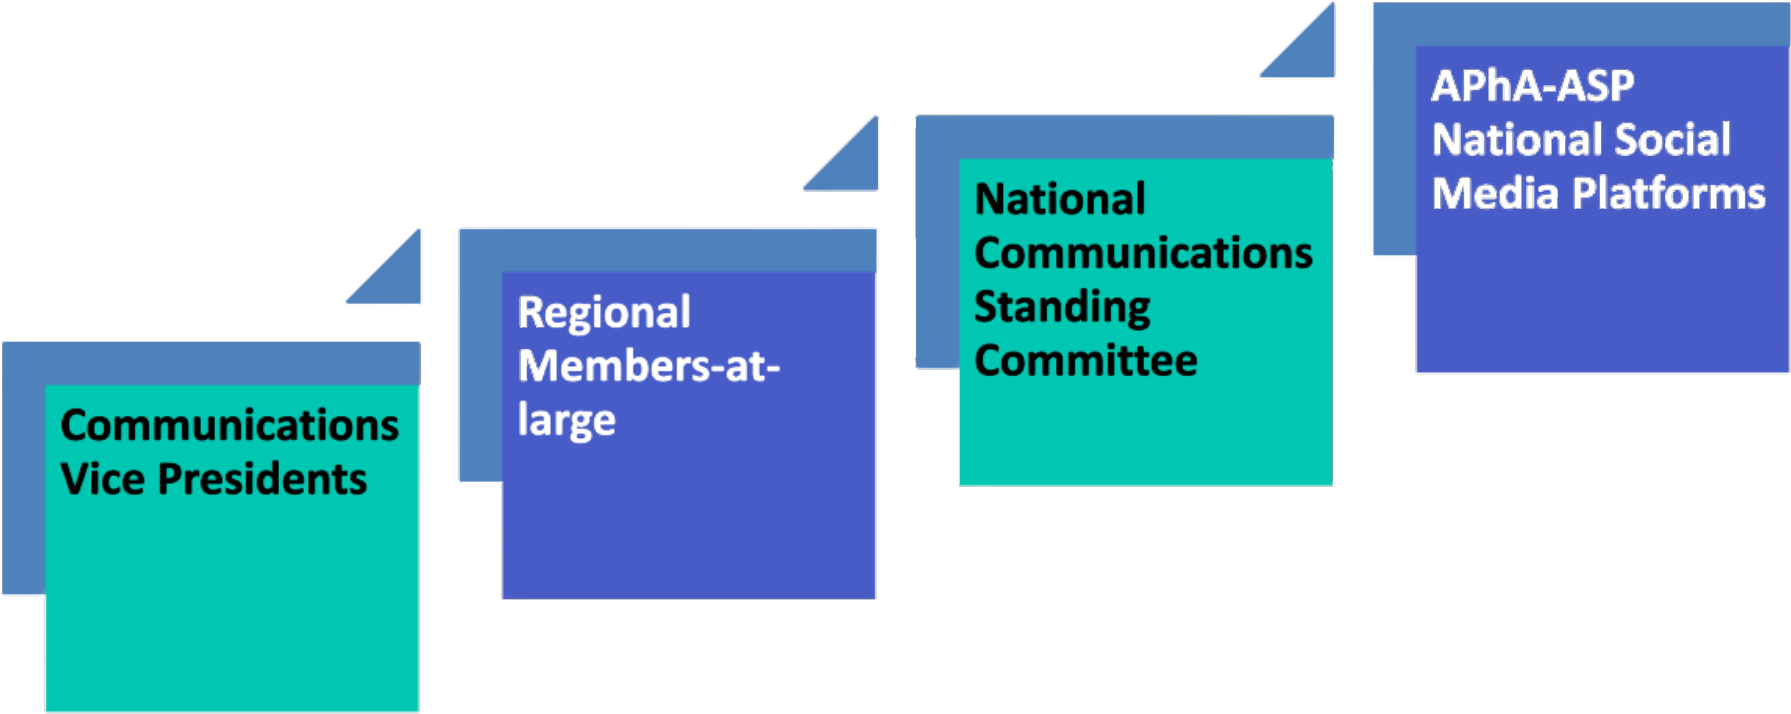 Communications
Vice Presidents
Regional
Members-at-
large
National
Communications
Standing
Committee
APhA-ASP
National Social
Media Platforms